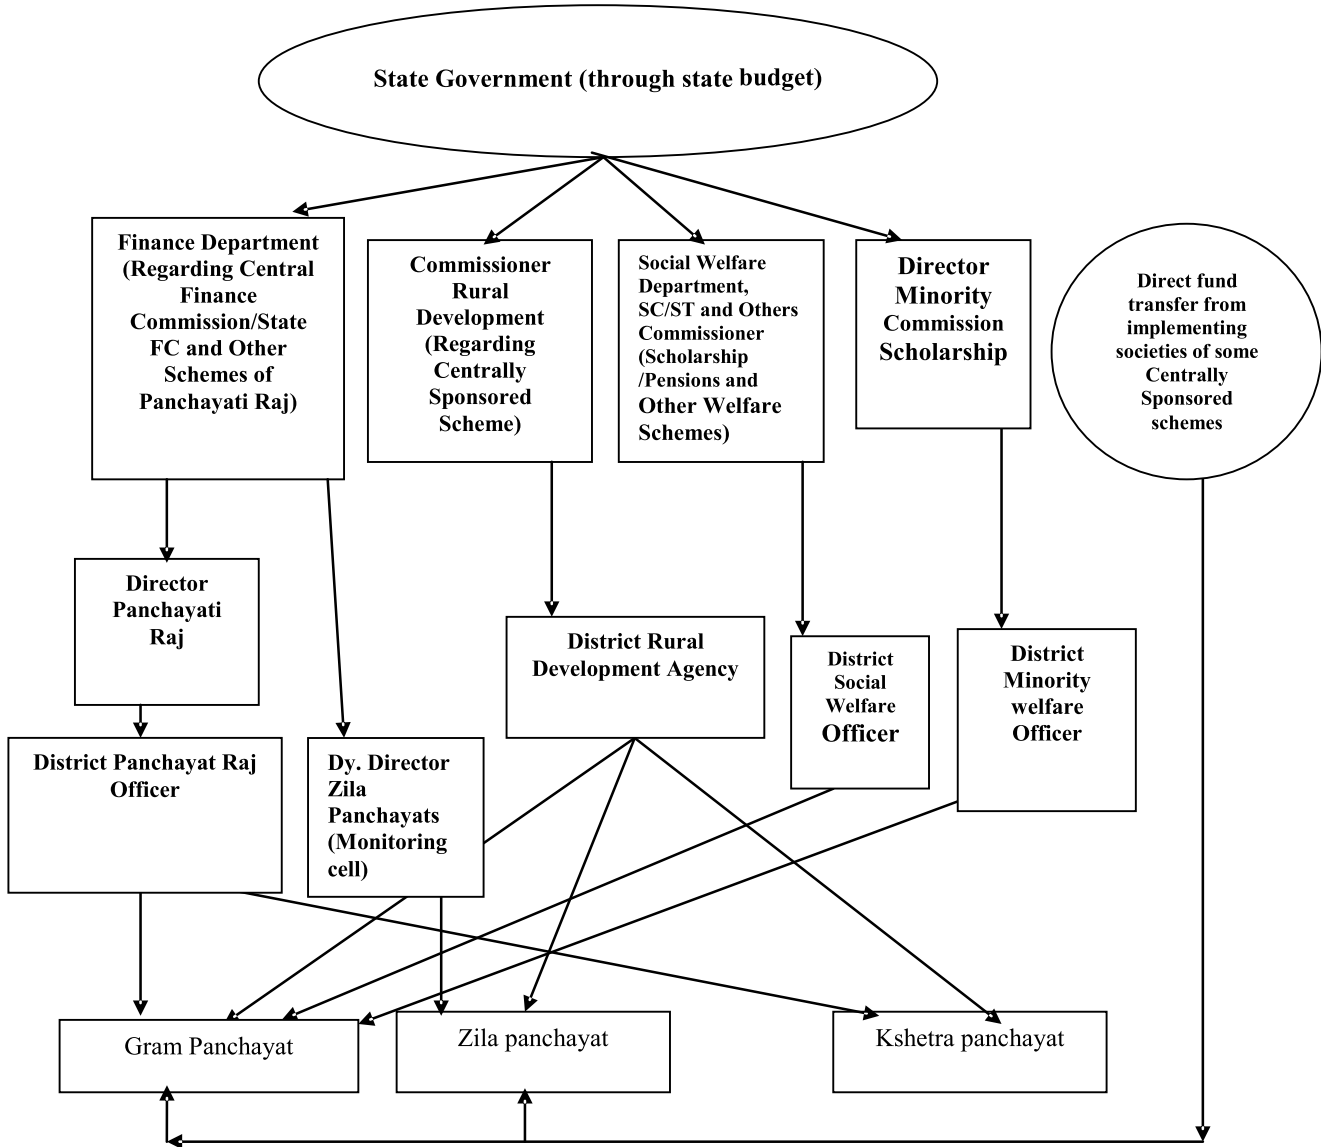 State Government (through state budget)
Finance Department
(Regarding Central
Finance
Commission/State
FC and Other
Schemes of
Panchayati Raj)
Commissioner
Rural
Development
(Regarding
Centrally
Sponsored
Scheme)
Social Welfare
Department,
SC/ST and Others
Commissioner
(Scholarship
/Pensions and
Other Welfare
Schemes)
Director
Minority
Commission
Scholarship
Direct fund
transfer from
implementing
societies of some
Centrally
Sponsored
schemes
Director
Panchayati
Raj
District Rural
Development Agency
District
Social
Welfare
Officer
District
Minority
welfare
Officer
District Panchayat Raj
Officer
Dy. Director
Zila
Panchayats
(Monitoring
cell)
Gram Panchayat
Zila panchayat
Kshetra panchayat